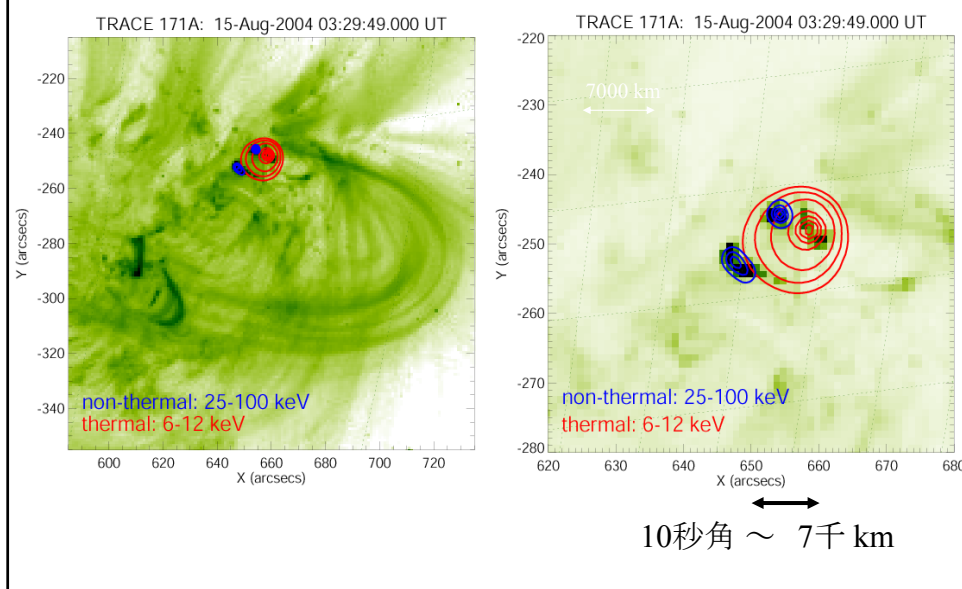 TRACE 171A:  15-Aug-2004 03:29:49.000 UT
-220
-240
-260
-280
-300
-320
-340
Y (arcsecs)
non-thermal: 25-100 keV
thermal: 6-12 keV
600 620 640 660 680 700 720
X (arcsecs)
TRACE 171A:  15-Aug-2004 03:29:49.000 UT
-220
7000 km
-230
-240
-250
-260
-270
-280
Y (arcsecs)
non-thermal: 25-100 keV
thermal: 6-12 keV
620 630 640 650 660 670 680
X (arcsecs)
10秒角 ～ 7千 km